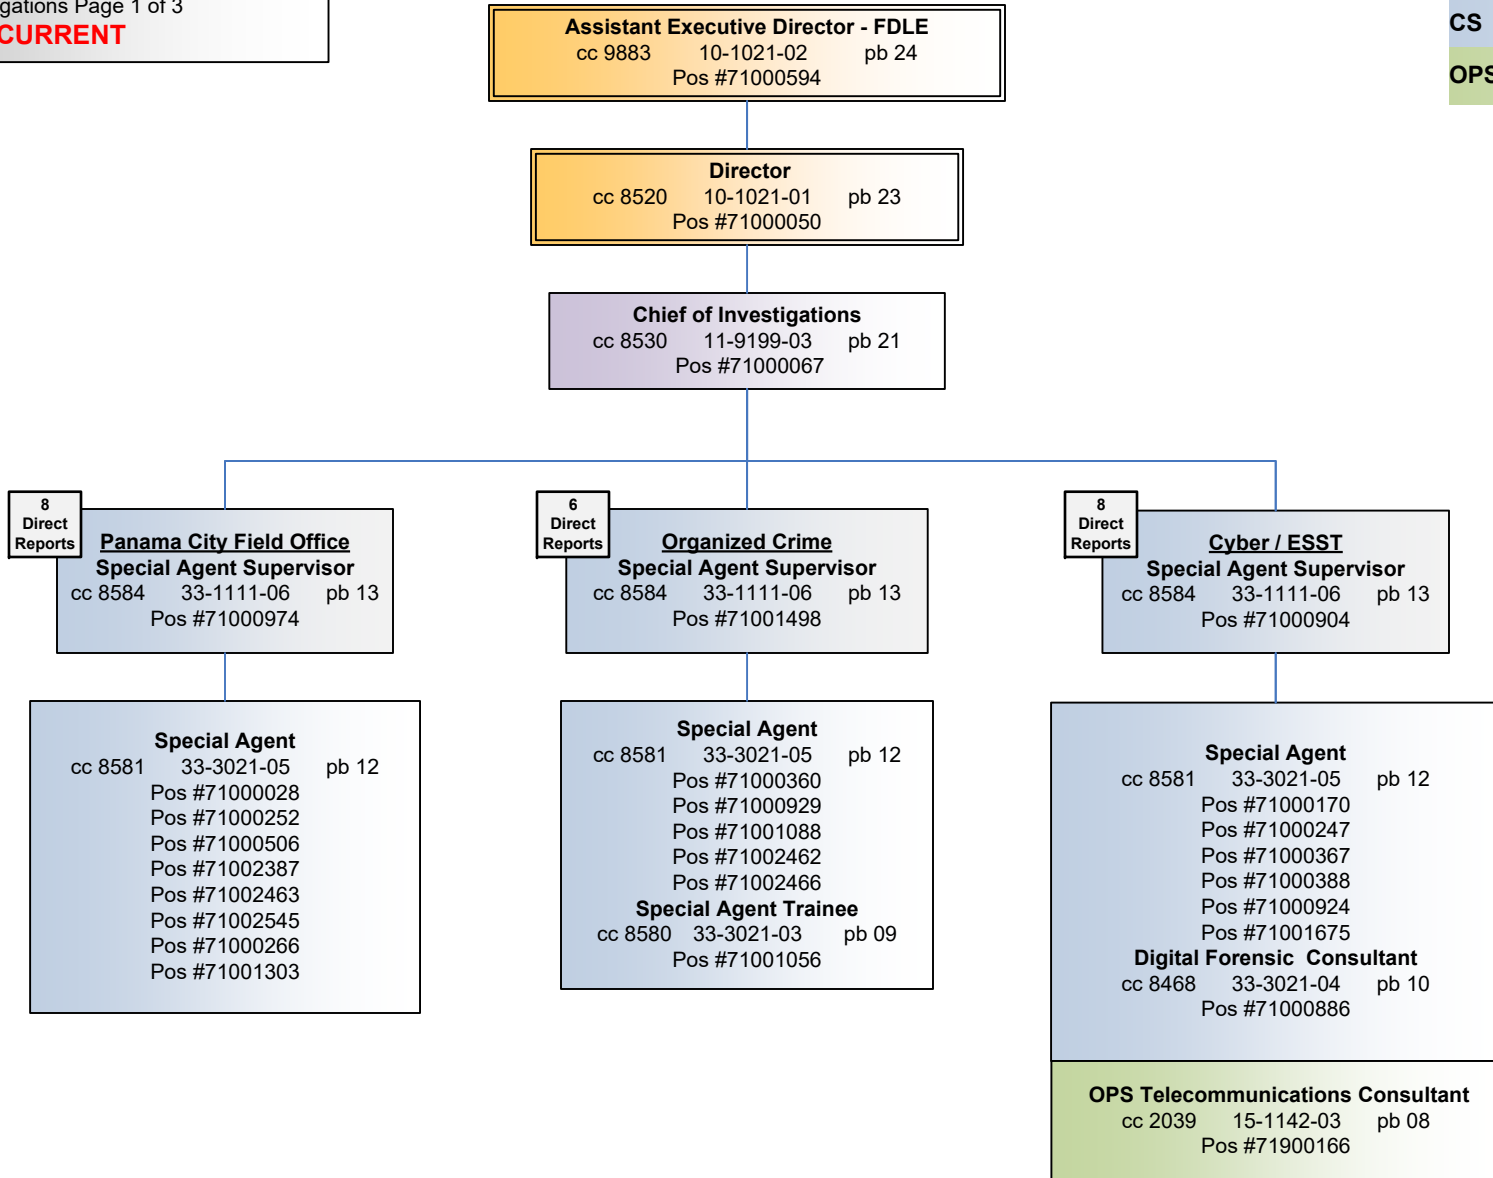 gations Page 1 of 3
CURRENT
CS
OPS
Assistant Executive Director - FDLE
cc 9883 10-1021-02 pb 24
Pos #71000594
Director
cc 8520 10-1021-01 pb 23
Pos #71000050
Chief of Investigations
cc 8530 11-9199-03 pb 21
Pos #71000067
8
Direct
Reports
Panama City Field Office
Special Agent Supervisor
cc 8584 33-1111-06 pb 13
Pos #71000974
6
Direct
Reports
Organized Crime
Special Agent Supervisor
cc 8584 33-1111-06 pb 13
Pos #71001498
8
Direct
Reports
Cyber / ESST
Special Agent Supervisor
cc 8584 33-1111-06 pb 13
Pos #71000904
Special Agent
cc 8581 33-3021-05 pb 12
Pos #71000028
Pos #71000252
Pos #71000506
Pos #71002387
Pos #71002463
Pos #71002545
Pos #71000266
Pos #71001303
Special Agent
cc 8581 33-3021-05 pb 12
Pos #71000360
Pos #71000929
Pos #71001088
Pos #71002462
Pos #71002466
Special Agent Trainee
cc 8580 33-3021-03 pb 09
Pos #71001056
Special Agent
cc 8581 33-3021-05 pb 12
Pos #71000170
Pos #71000247
Pos #71000367
Pos #71000388
Pos #71000924
Pos #71001675
Digital Forensic Consultant
cc 8468 33-3021-04 pb 10
Pos #71000886
OPS Telecommunications Consultant
cc 2039 15-1142-03 pb 08
Pos #71900166